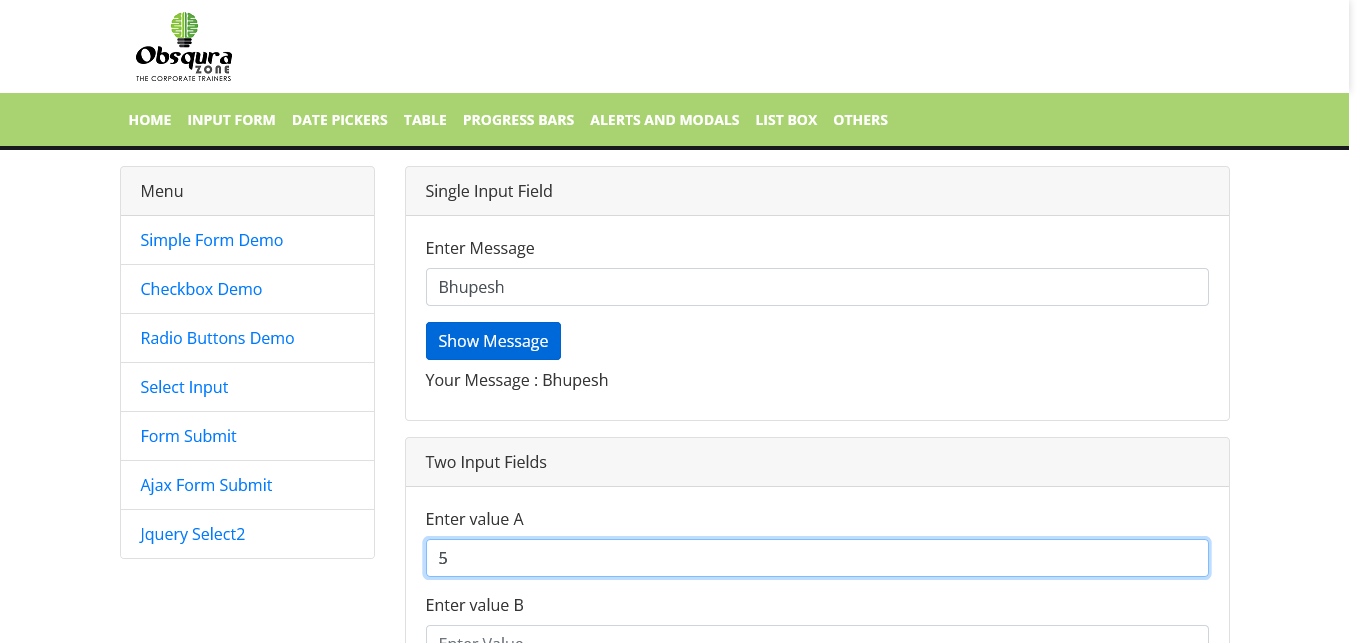 Obsqura
ZONE
THE CORPORATE TRAINERS
HOME INPUT FORM DATE PICKERS TABLE PROGRESS BARS ALERTS AND MODALS LIST BOX OTHERS
Menu
Simple Form Demo
Checkbox Demo
Radio Buttons Demo
Select Input
Form Submit
Ajax Form Submit
Jquery Select2
Single Input Field
Enter Message
Bhupesh
Show Message
Your Message : Bhupesh
Two Input Fields
Enter value A
5
Enter value B
Enter Value